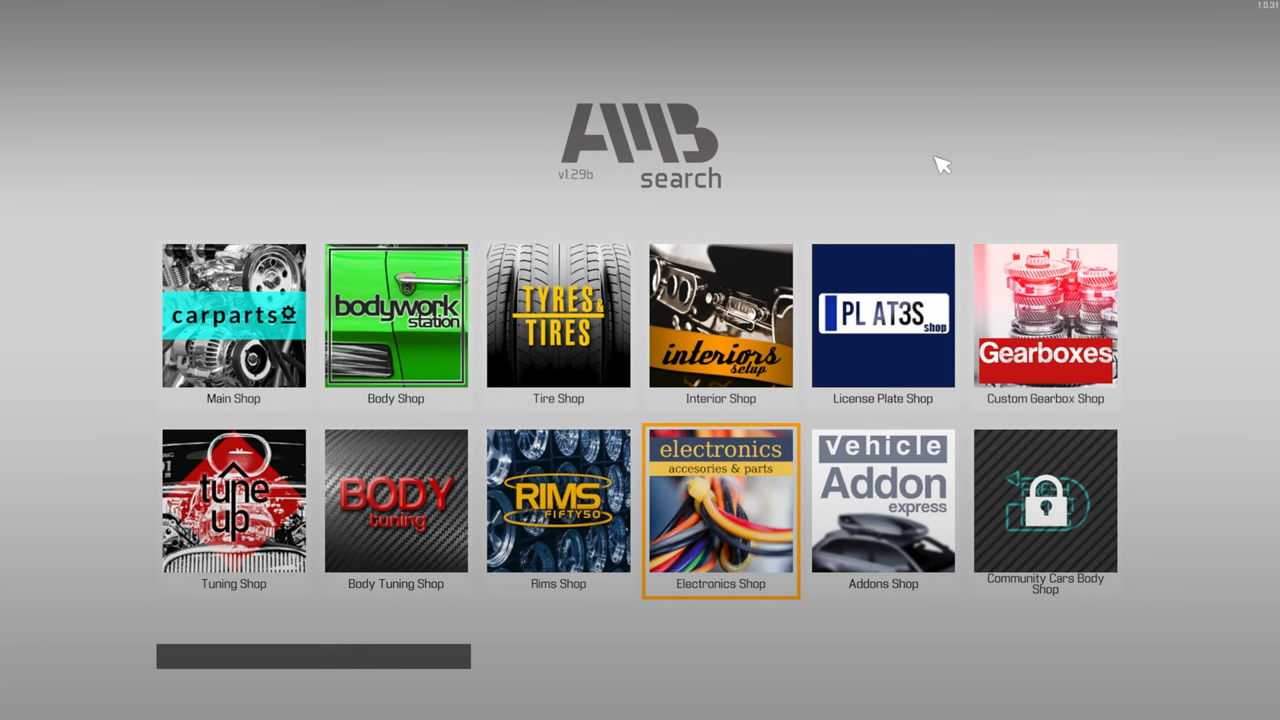 1.0.31
AMB
v1.29b
search
carparts
bodywork
station
TYRES&
TIRES
interiors
setup
PL AT3S
shop
Gearboxes
Main Shop
Body Shop
Tire Shop
Interior Shop
License Plate Shop
Custom Gearbox Shop
tune
up
BODY
tuning
RIMS
FIFTY50
electronics
accesories & parts
vehicle
Addon
express
Tuning Shop
Body Tuning Shop
Rims Shop
Electronics Shop
Addons Shop
Community Cars Body
Shop